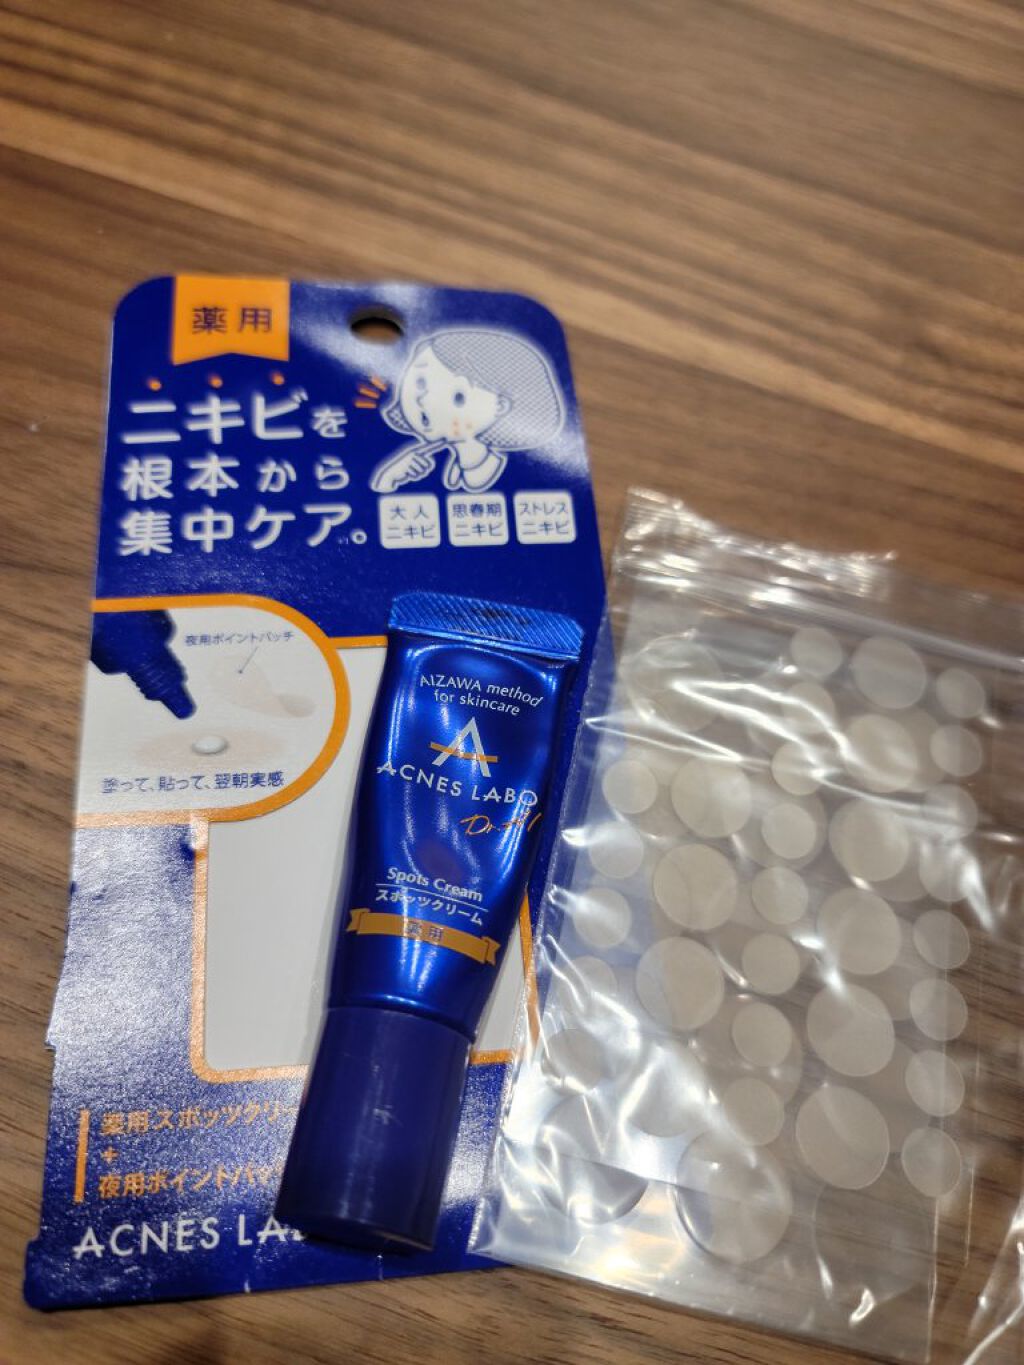 薬用
ニキビを
根本から
集中ケア。
大人
ニキビ
思春期
ニキビ
ストレス
ニキビ
夜用ポイントパッチ
塗って、貼って、翌朝実感
AIZAWA method
for skincare
A
ACNES LABO
Dr. AI
Spots Cream
スポッツクリーム
薬用
薬用スポッツクリー
+
夜用ポイントパッ
ACNES LAB